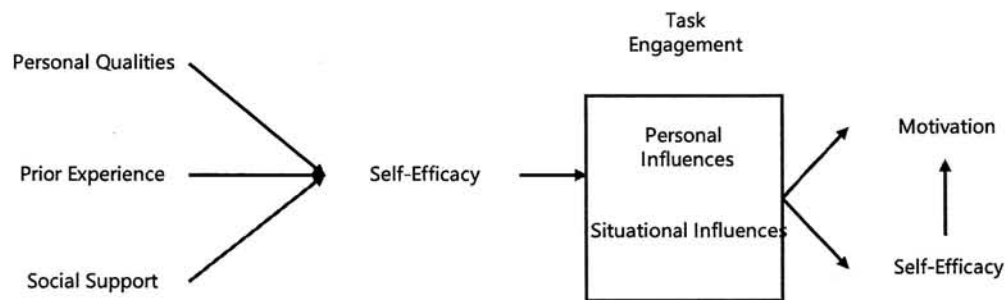 Task
Engagement
Personal Qualities
Prior Experience
Social Support
Self-Efficacy
Personal
Influences
Situational Influences
Motivation
Self-Efficacy